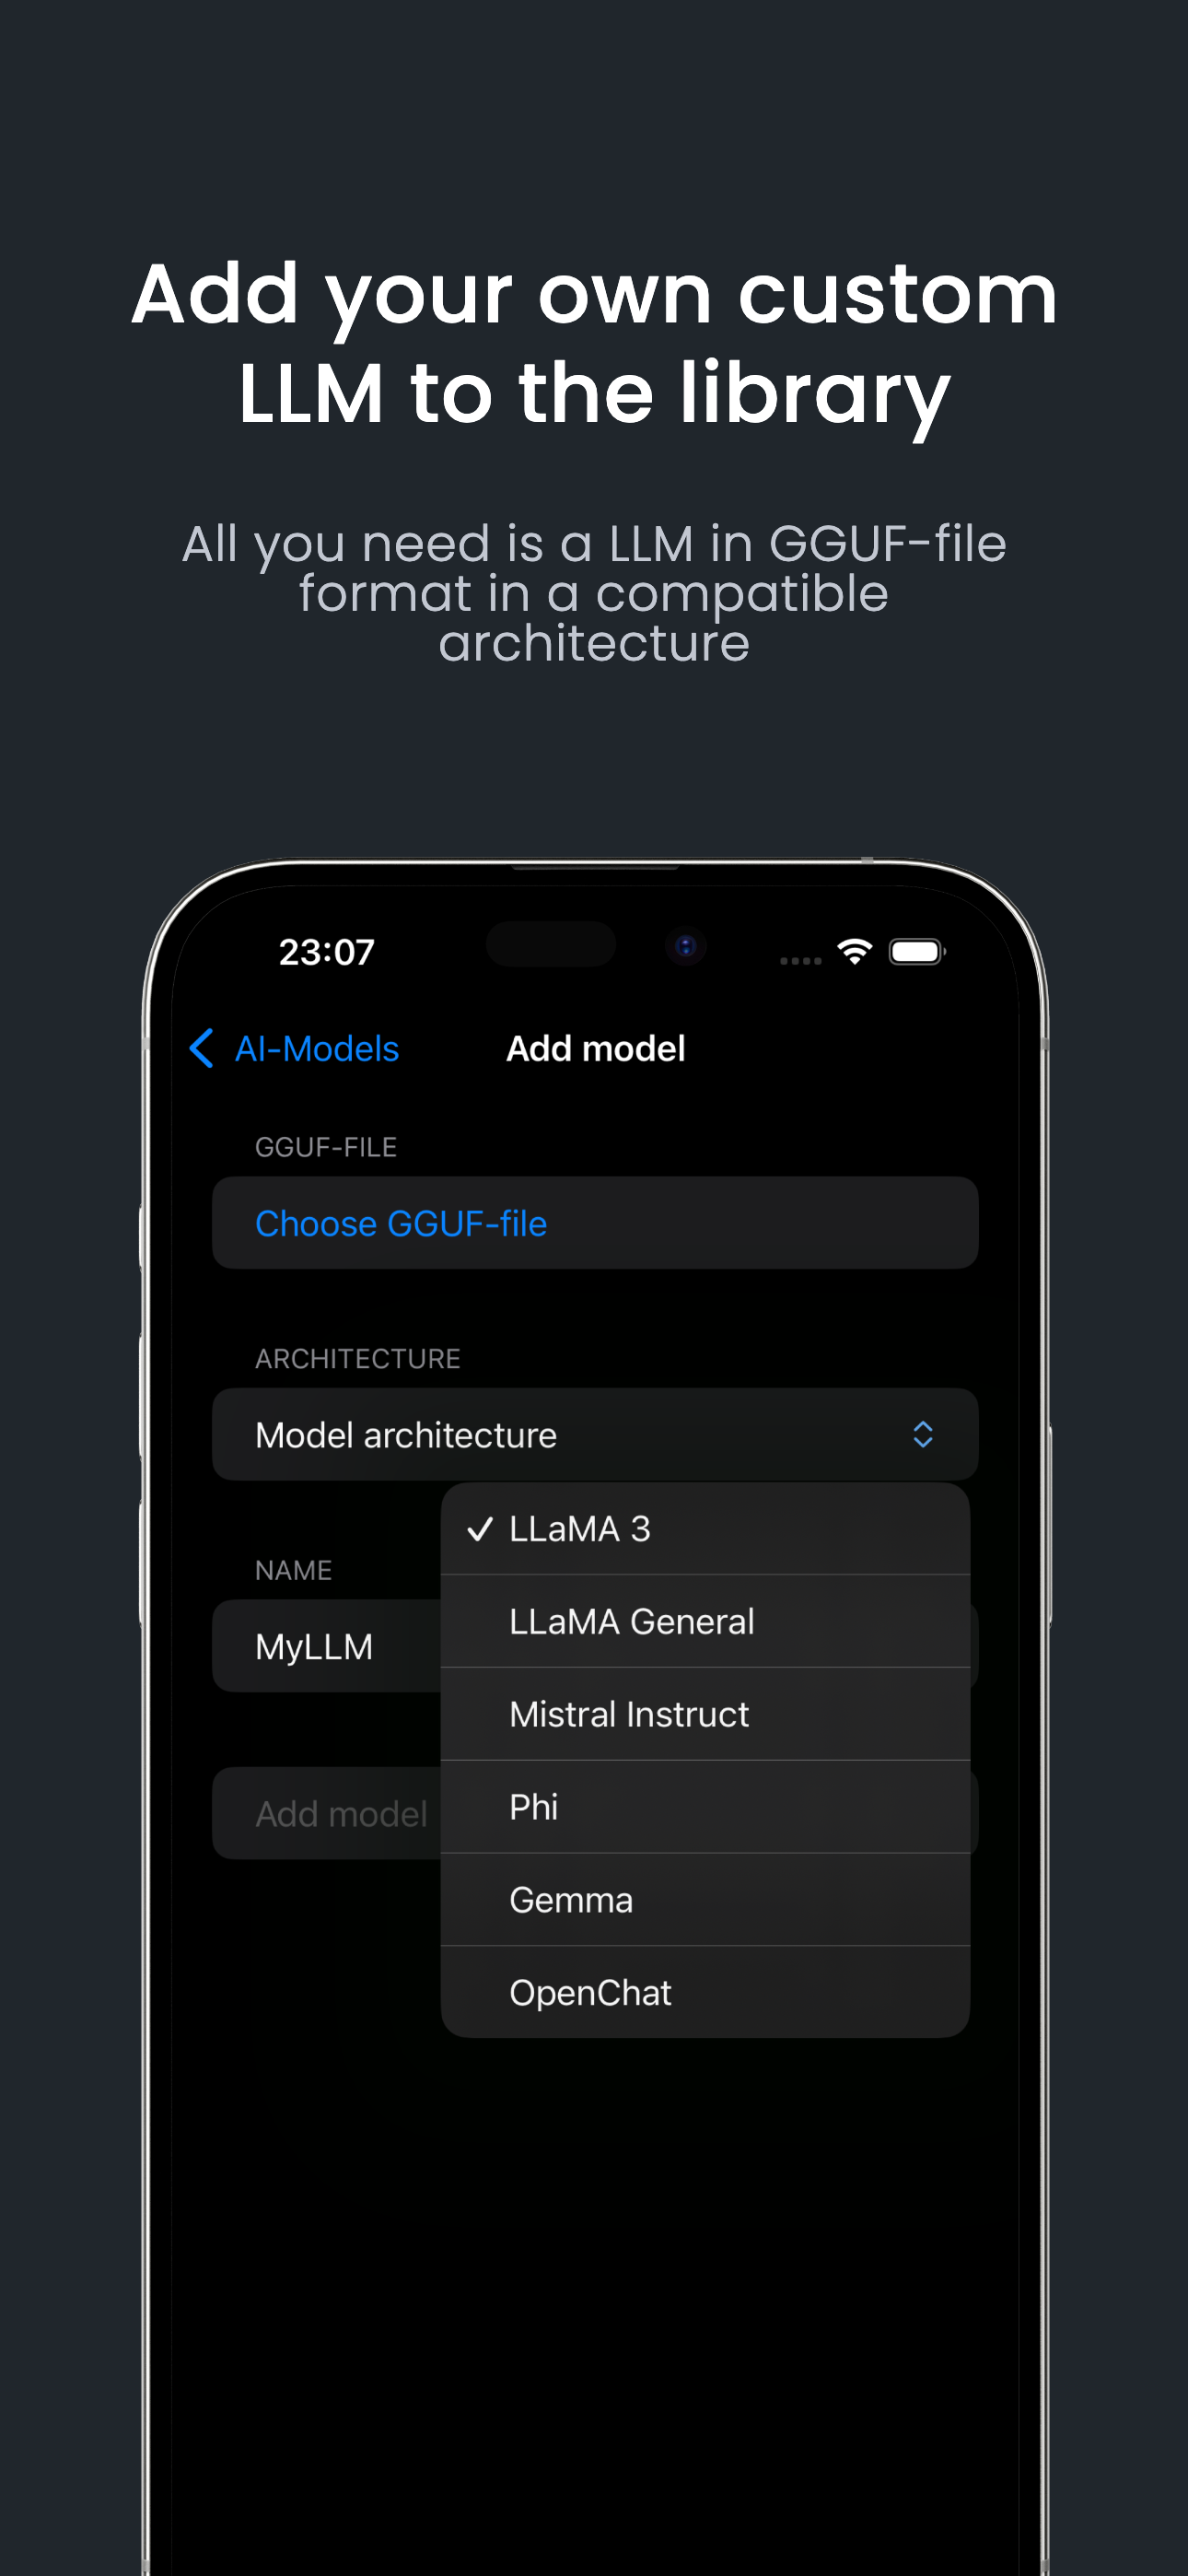 Add your own custom
LLM to the library
All you need is a LLM in GGUF-file
format in a compatible
architecture
23:07
AI-Models
Add model
GGUF-FILE
Choose GGUF-file
ARCHITECTURE
Model architecture
LLaMA 3
LLaMA General
NAME
MyLLM
Mistral Instruct
Phi
Add model
Gemma
OpenChat